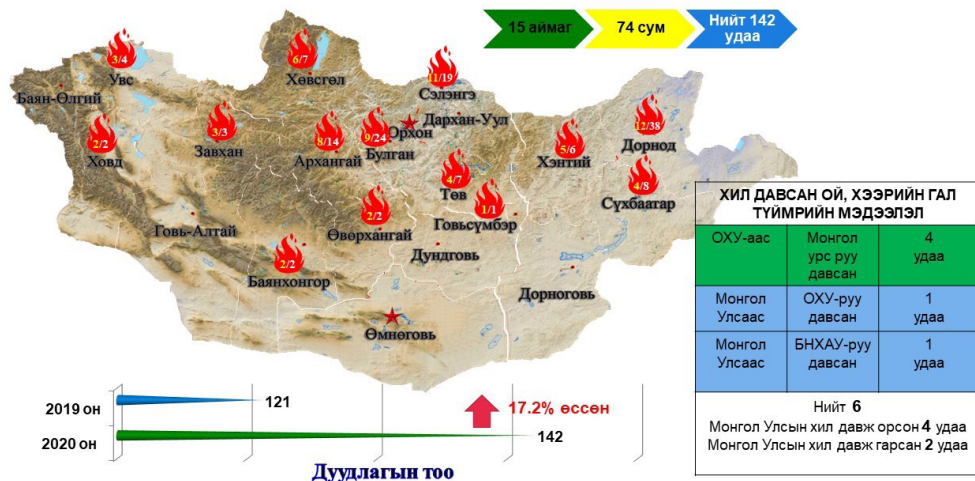 15 аймаг
74 сум
Нийт 142
удаа
3/4
Увс
6/7
Хөвсгөл
11/19
Сэлэнгэ
Баян-Өлгий
2/2
Ховд
3/3
Завхан
8/14
Архангай
9/24
Булган
Орхон
Дархан-Уул
5/6
Хэнтий
12/38
Дорнод
4/7
Төв
1/1
Говьсүмбэр
4/8
Сүхбаатар
2/2
Өвөрхангай
Говь-Алтай
2/2
Баянхонгор
Дундговь
Дорноговь
Өмнөговь
ХИЛ ДАВСАН ОЙ, ХЭЭРИЙН ГАЛ
ТҮЙМРИЙН МЭДЭЭЛЭЛ
ОХУ-аас
Монгол
урс руу
давсан
4
удаа
Монгол
Улсаас
ОХУ-руу
давсан
1
удаа
Монгол
Улсаас
БНХАУ-руу
давсан
1
удаа
Нийт 6
Монгол Улсын хил давж орсон 4 удаа
Монгол Улсын хил давж гарсан 2 удаа
2019 он
121
17.2% өссөн
2020 он
142
Дуудлагын тоо